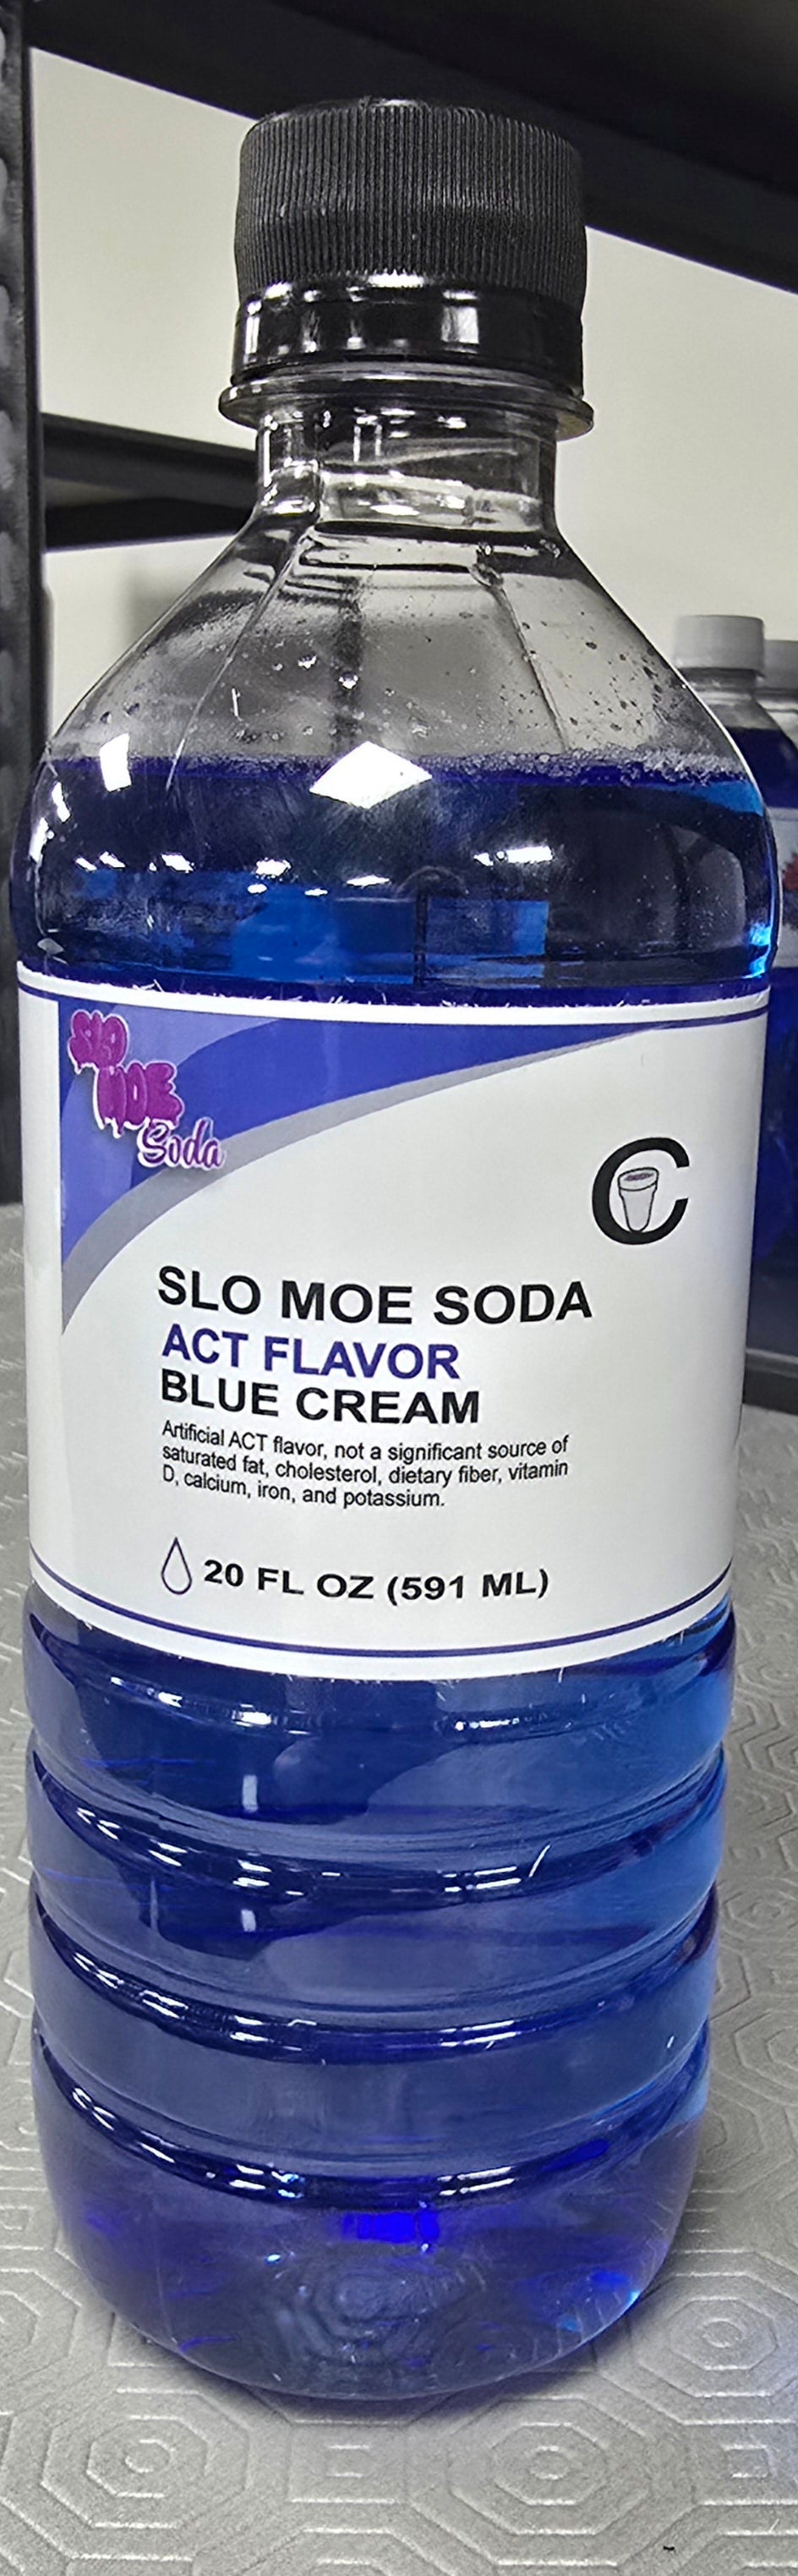 SLO
MOE
Soda
C
SLO MOE SODA
ACT FLAVOR
BLUE CREAM
Artificial ACT flavor, not a significant source of
saturated fat, cholesterol, dietary fiber, vitamin
D, calcium, iron, and potassium.
20 FL OZ (591 ML)